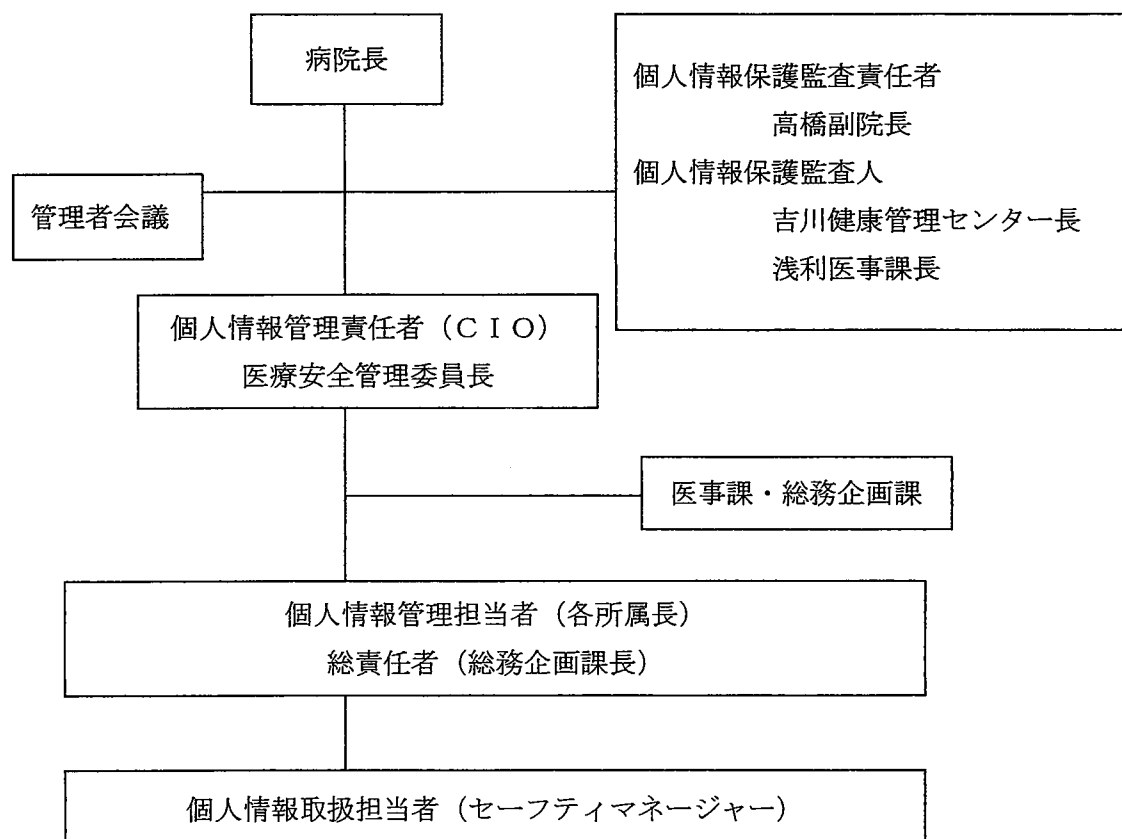 病院長
個人情報保護監査責任者
高橋副院長
個人情報保護監査人
吉川健康管理センター長
浅利医事課長
管理者会議
個人情報管理責任者（ＣＩＯ）
医療安全管理委員長
医事課・総務企画課
個人情報管理担当者（各所属長）
総責任者（総務企画課長）
個人情報取扱担当者（セーフティマネージャー）